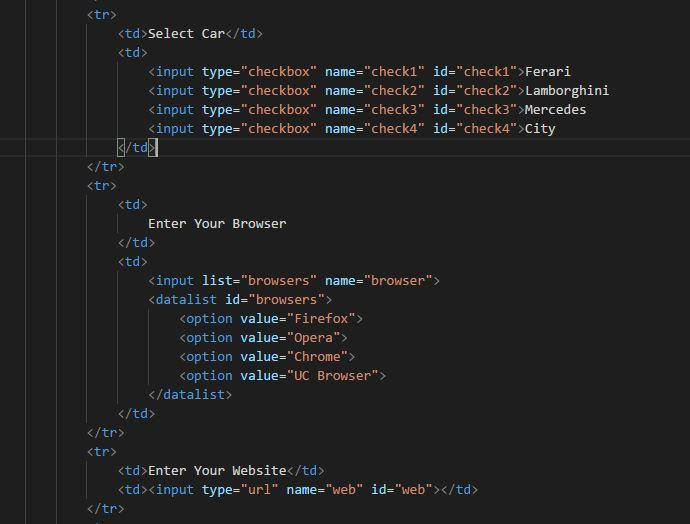 <tr>
<td>Select Car</td>
<td>
<input type="checkbox" name="check1" id="check1">Ferari
<input type="checkbox" name="check2" id="check2">Lamborghini
<input type="checkbox" name="check3" id="check3">Mercedes
<input type="checkbox" name="check4" id="check4">City
</td>
</tr>
<tr>
<td>
Enter Your Browser
</td>
<td>
<input list="browsers" name="browser">
<datalist id="browsers">
<option value="Firefox">
<option value="Opera">
<option value="Chrome">
<option value="UC Browser">
</datalist>
</td>
</tr>
<tr>
<td>Enter Your Website</td>
<td><input type="url" name="web" id="web"></td>
</tr>